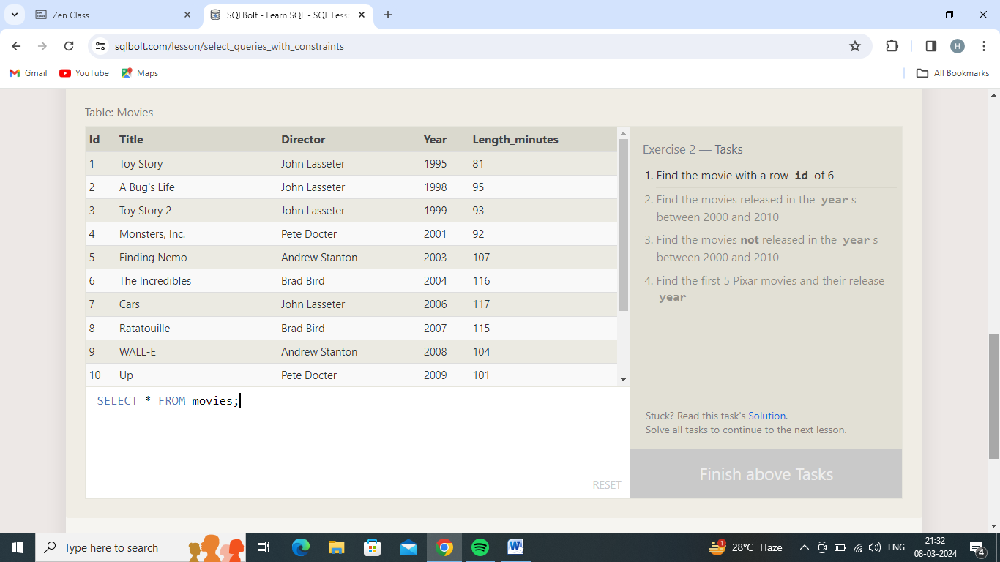 Zen Class
SQLBolt - Learn SQL - SQL Less
sqlbolt.com/lesson/select_queries_with_constraints
H
Gmail YouTube Maps All Bookmarks
Table: Movies
Id Title Director Year Length_minutes
1 Toy Story John Lasseter 1995 81
2 A Bug's Life John Lasseter 1998 95
3 Toy Story 2 John Lasseter 1999 93
4 Monsters, Inc. Pete Docter 2001 92
5 Finding Nemo Andrew Stanton 2003 107
6 The Incredibles Brad Bird 2004 116
7 Cars John Lasseter 2006 117
8 Ratatouille Brad Bird 2007 115
9 WALL-E Andrew Stanton 2008 104
10 Up Pete Docter 2009 101
SELECT * FROM movies;
RESET
Exercise 2 — Tasks
1. Find the movie with a row id of 6
2. Find the movies released in the year s
between 2000 and 2010
3. Find the movies not released in the year s
between 2000 and 2010
4. Find the first 5 Pixar movies and their release
year
Stuck? Read this task's Solution.
Solve all tasks to continue to the next lesson.
Finish above Tasks
Type here to search
1
W
28°C Haze
ENG
21:32
08-03-2024
4